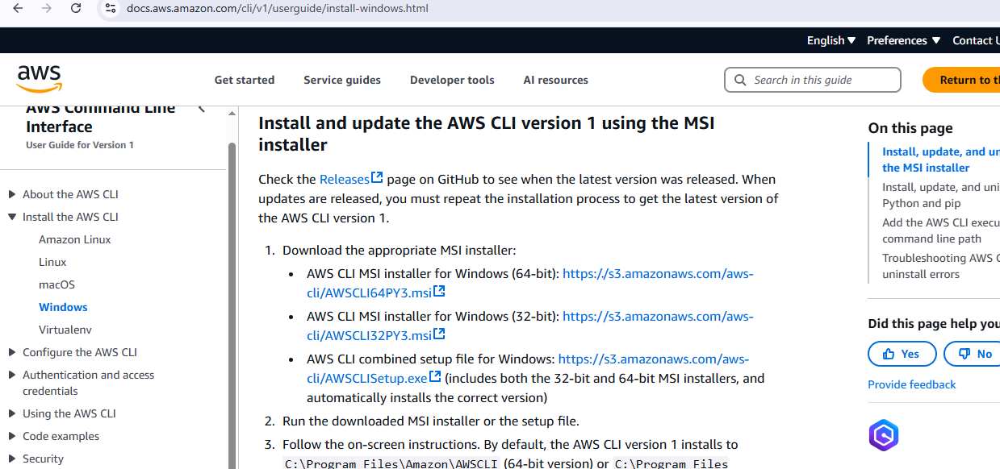 docs.aws.amazon.com/cli/v1/userguide/install-windows.html
English
Preferences
Contact U
aws
Get started
Service guides
Developer tools
AI resources
Search in this guide
Return to t
AWS Command Line
Interface
User Guide for Version 1
About the AWS CLI
Install the AWS CLI
Amazon Linux
Linux
macOS
Windows
Virtualenv
Configure the AWS CLI
Authentication and access
credentials
Using the AWS CLI
Code examples
Security
Install and update the AWS CLI version 1 using the MSI
installer
Check the Releases page on GitHub to see when the latest version was released. When
updates are released, you must repeat the installation process to get the latest version of
the AWS CLI version 1.
1. Download the appropriate MSI installer:
• AWS CLI MSI installer for Windows (64-bit): https://s3.amazonaws.com/aws-
cli/AWSCLI64PY3.msi
• AWS CLI MSI installer for Windows (32-bit): https://s3.amazonaws.com/aws-
cli/AWSCLI32PY3.msi
• AWS CLI combined setup file for Windows: https://s3.amazonaws.com/aws-
cli/AWSCLISetup.exe (includes both the 32-bit and 64-bit MSI installers, and
automatically installs the correct version)
2. Run the downloaded MSI installer or the setup file.
3. Follow the on-screen instructions. By default, the AWS CLI version 1 installs to
C:\Program Files\Amazon\AWSCLI (64-bit version) or C:\Program Files
On this page
Install, update, and un
the MSI installer
Install, update, and uni
Python and pip
Add the AWS CLI execu
command line path
Troubleshooting AWS C
uninstall errors
Did this page help you
Yes
No
Provide feedback